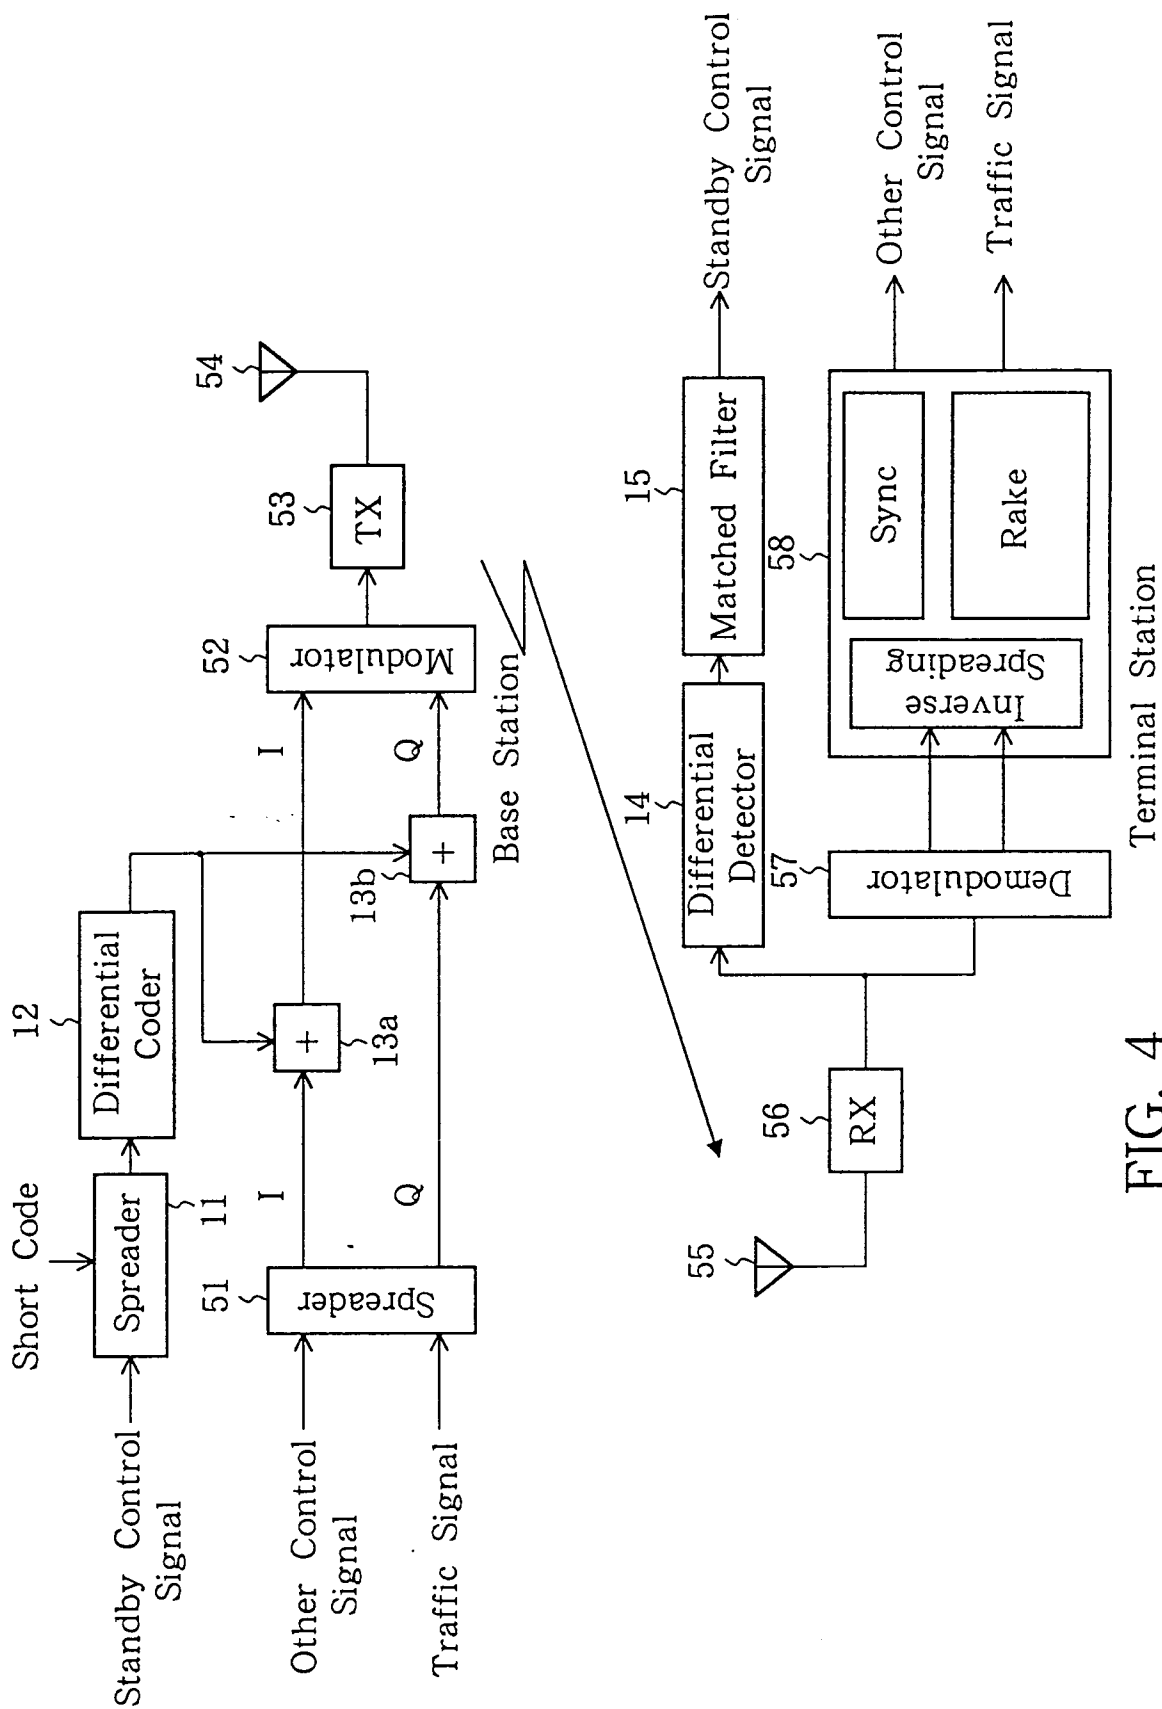 Short Code
Standby Control
Signal
Spreader
11
12
Differential
Coder
Other Control
Signal
Traffic Signal
51
Spreader
I
Q
+
13a
+
13b
I
Q
52
Modulator
53
TX
54
Base Station
55
56
RX
14
Differential
Detector
15
Matched Filter
Standby Control
Signal
57
Demodulator
58
Inverse
Spreading
Sync
Rake
Other Control
Signal
Traffic Signal
Terminal Station
FIG. 4